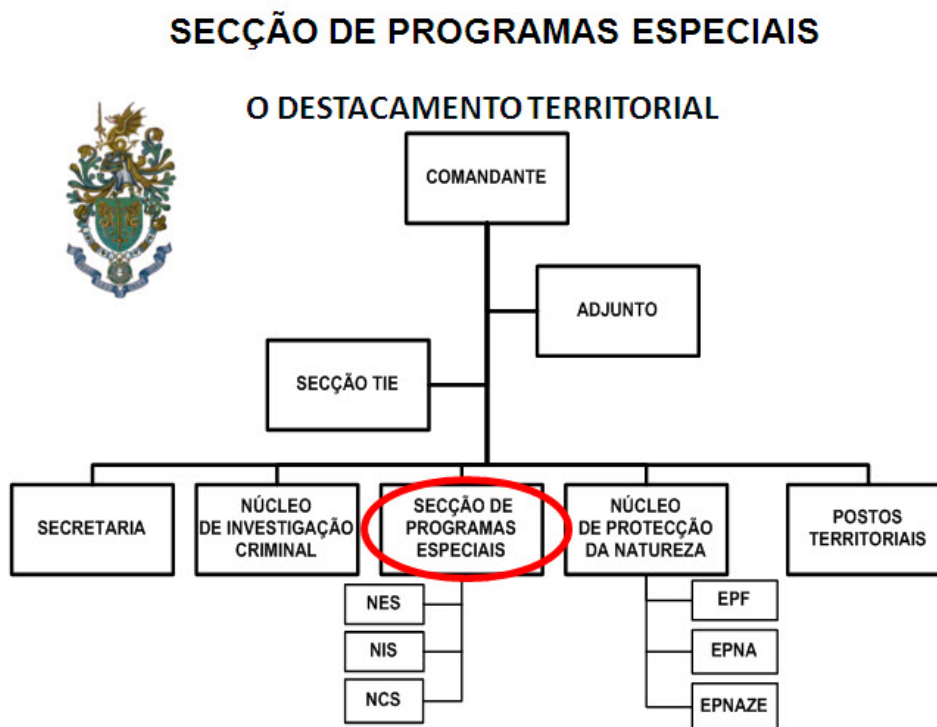 SECÇÃO DE PROGRAMAS ESPECIAIS
O DESTACAMENTO TERRITORIAL
COMANDANTE
ADJUNTO
SECÇÃO TIE
SECRETARIA
NÚCLEO
DE INVESTIGAÇÃO
CRIMINAL
SECÇÃO DE
PROGRAMAS
ESPECIAIS
NÚCLEO
DE PROTECÇÃO
DA NATUREZA
POSTOS
TERRITORIAIS
NES
NIS
NCS
EPF
EPNA
EPNAZE